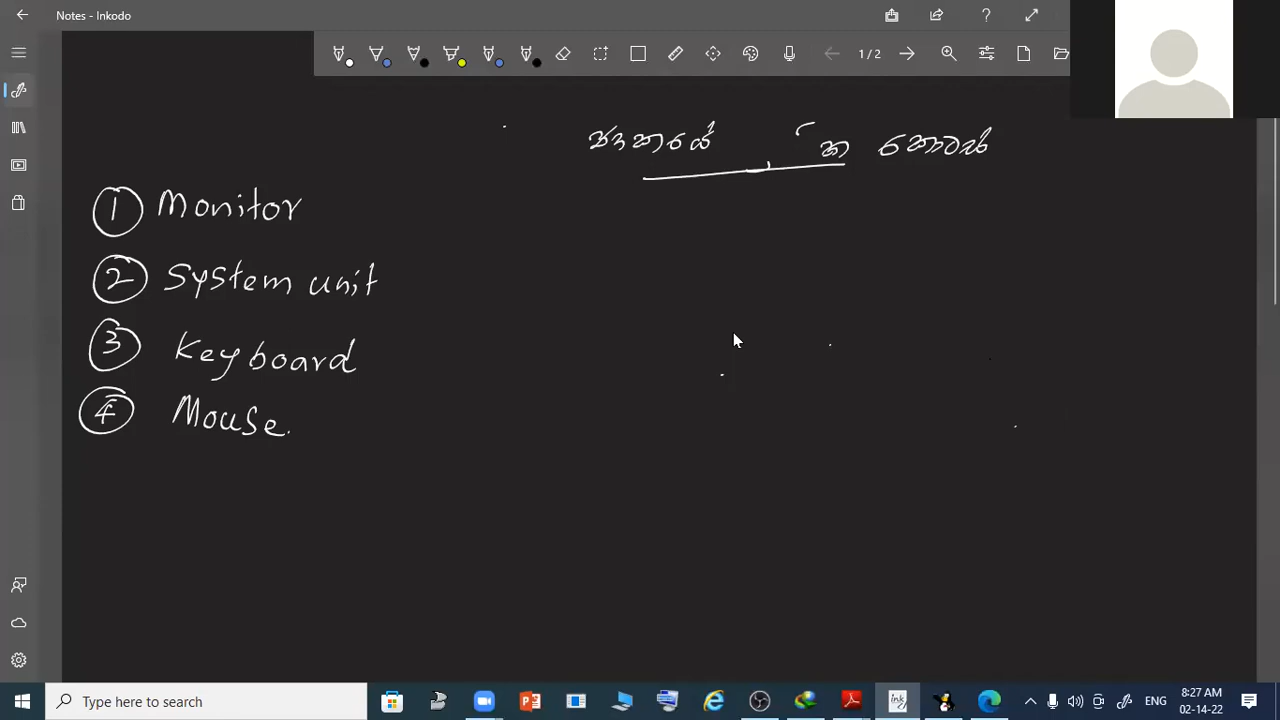 Notes - Inkodo
1/2
① Monitor
② System unit
③ Keyboard
④ Mouse.
Type here to search
ENG
8:27 AM
02-14-22